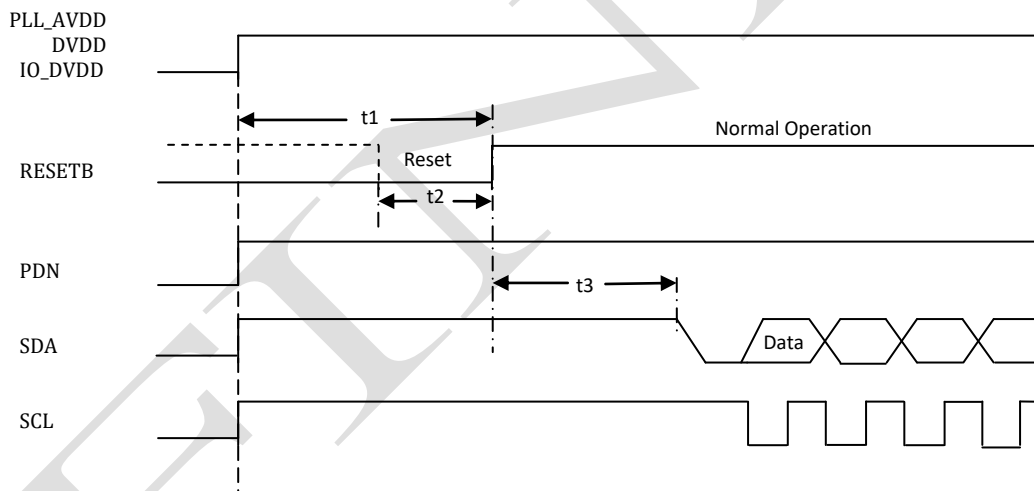 PLL_AVDD
DVDD
IO_DVDD
t1
Normal Operation
RESETB
Reset
t2
PDN
t3
SDA
Data
SCL